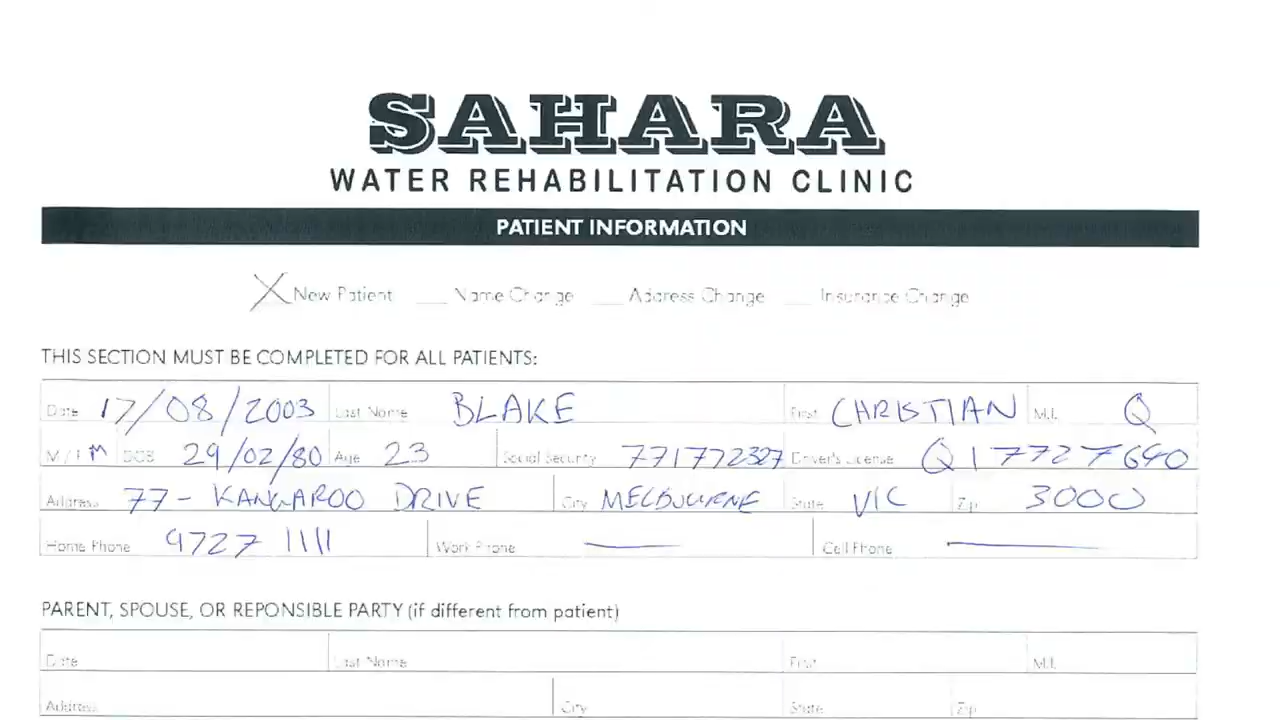 SAHARA
WATER REHABILITATION CLINIC
PATIENT INFORMATION
X New Patient __ Name Change __ Address Change __ Insurance Change
THIS SECTION MUST BE COMPLETED FOR ALL PATIENTS:
Date 17/08/2003 Last Name BLAKE First CHRISTIAN M.I. Q
M / F M DOB 29/02/80 Age 23 Social Security 771772327 Driver's License Q17727640
Address 77 - KANGAROO DRIVE City MELBOURNE State VIC Zip 3000
Home Phone 9727 1111 Work Phone — Cell Phone —
PARENT, SPOUSE, OR REPONSIBLE PARTY (if different from patient)
Date Last Name First M.I.
Address City State Zip